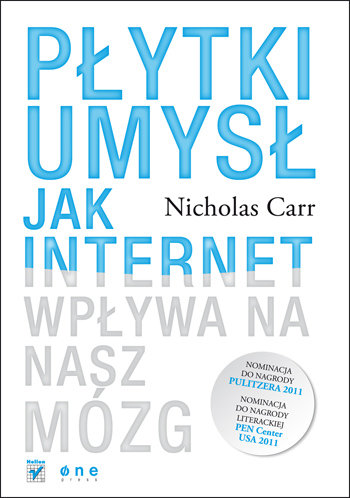 PŁYTKI
UMYSŁ
JAK
Nicholas Carr
INTERNET
WPŁYWA NA
NASZ
MÓZG
NOMINACJA
DO NAGRODY
PULITZERA 2011
NOMINACJA
DO NAGRODY
LITERACKIEJ
PEN Center
USA 2011
Helion
one
press